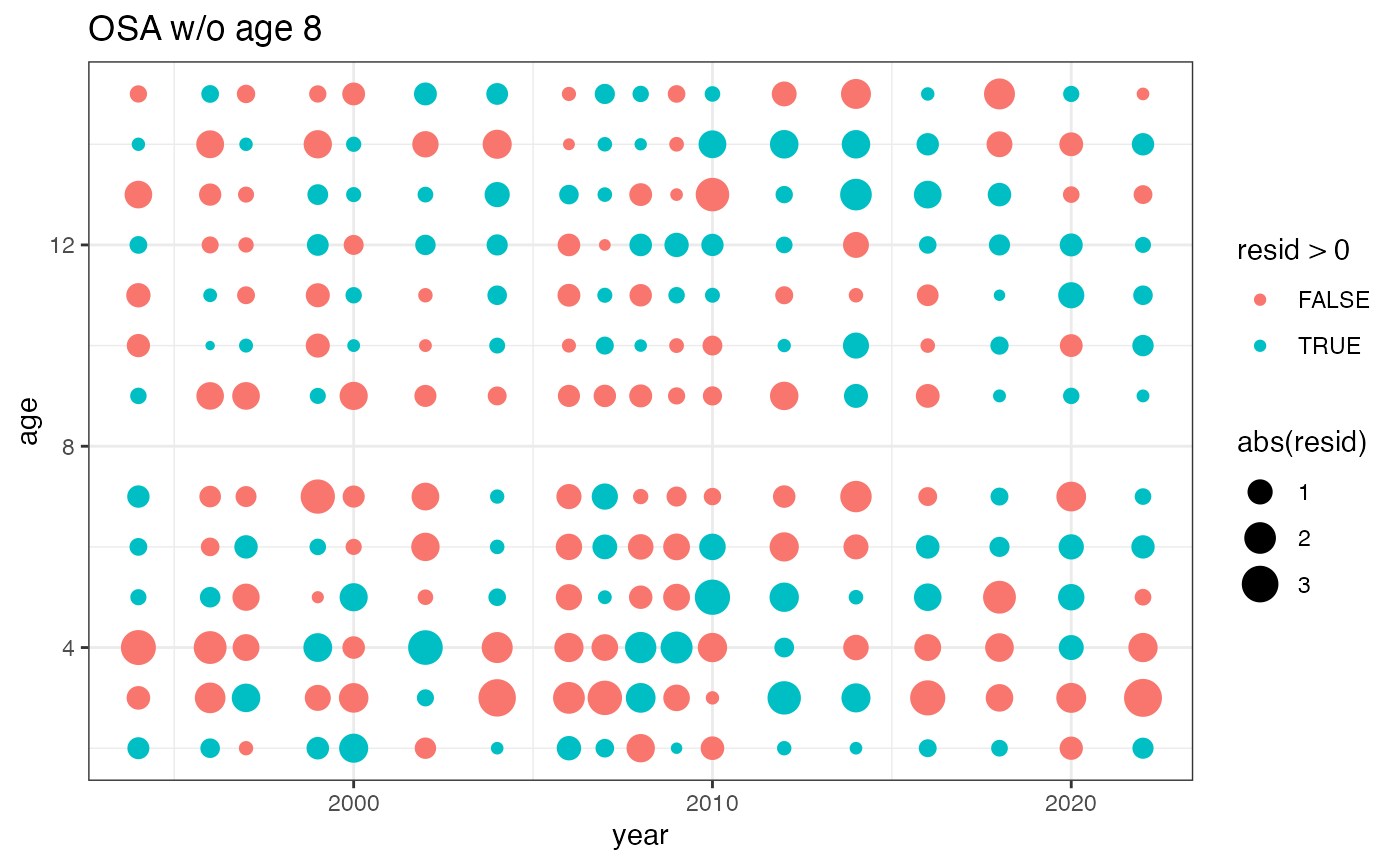 OSA w/o age 8
age
12
8
4
2000
2010
2020
year
resid > 0
FALSE
TRUE
abs(resid)
1
2
3